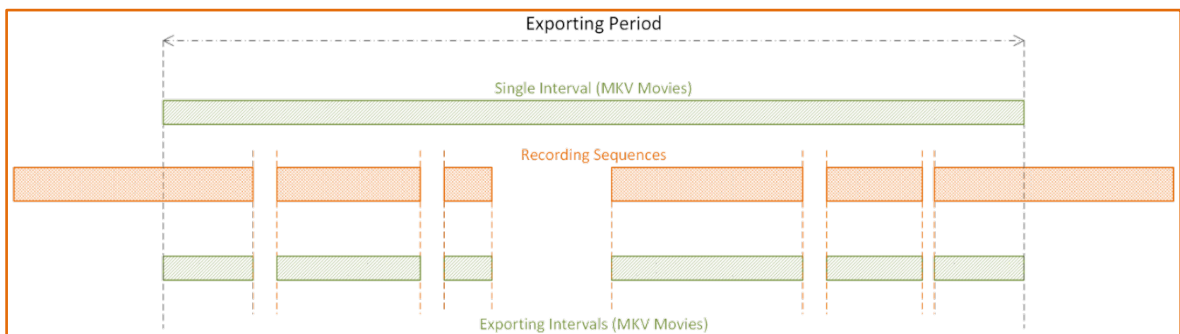 Exporting Period
Single Interval (MKV Movies)
Recording Sequences
Exporting Intervals (MKV Movies)